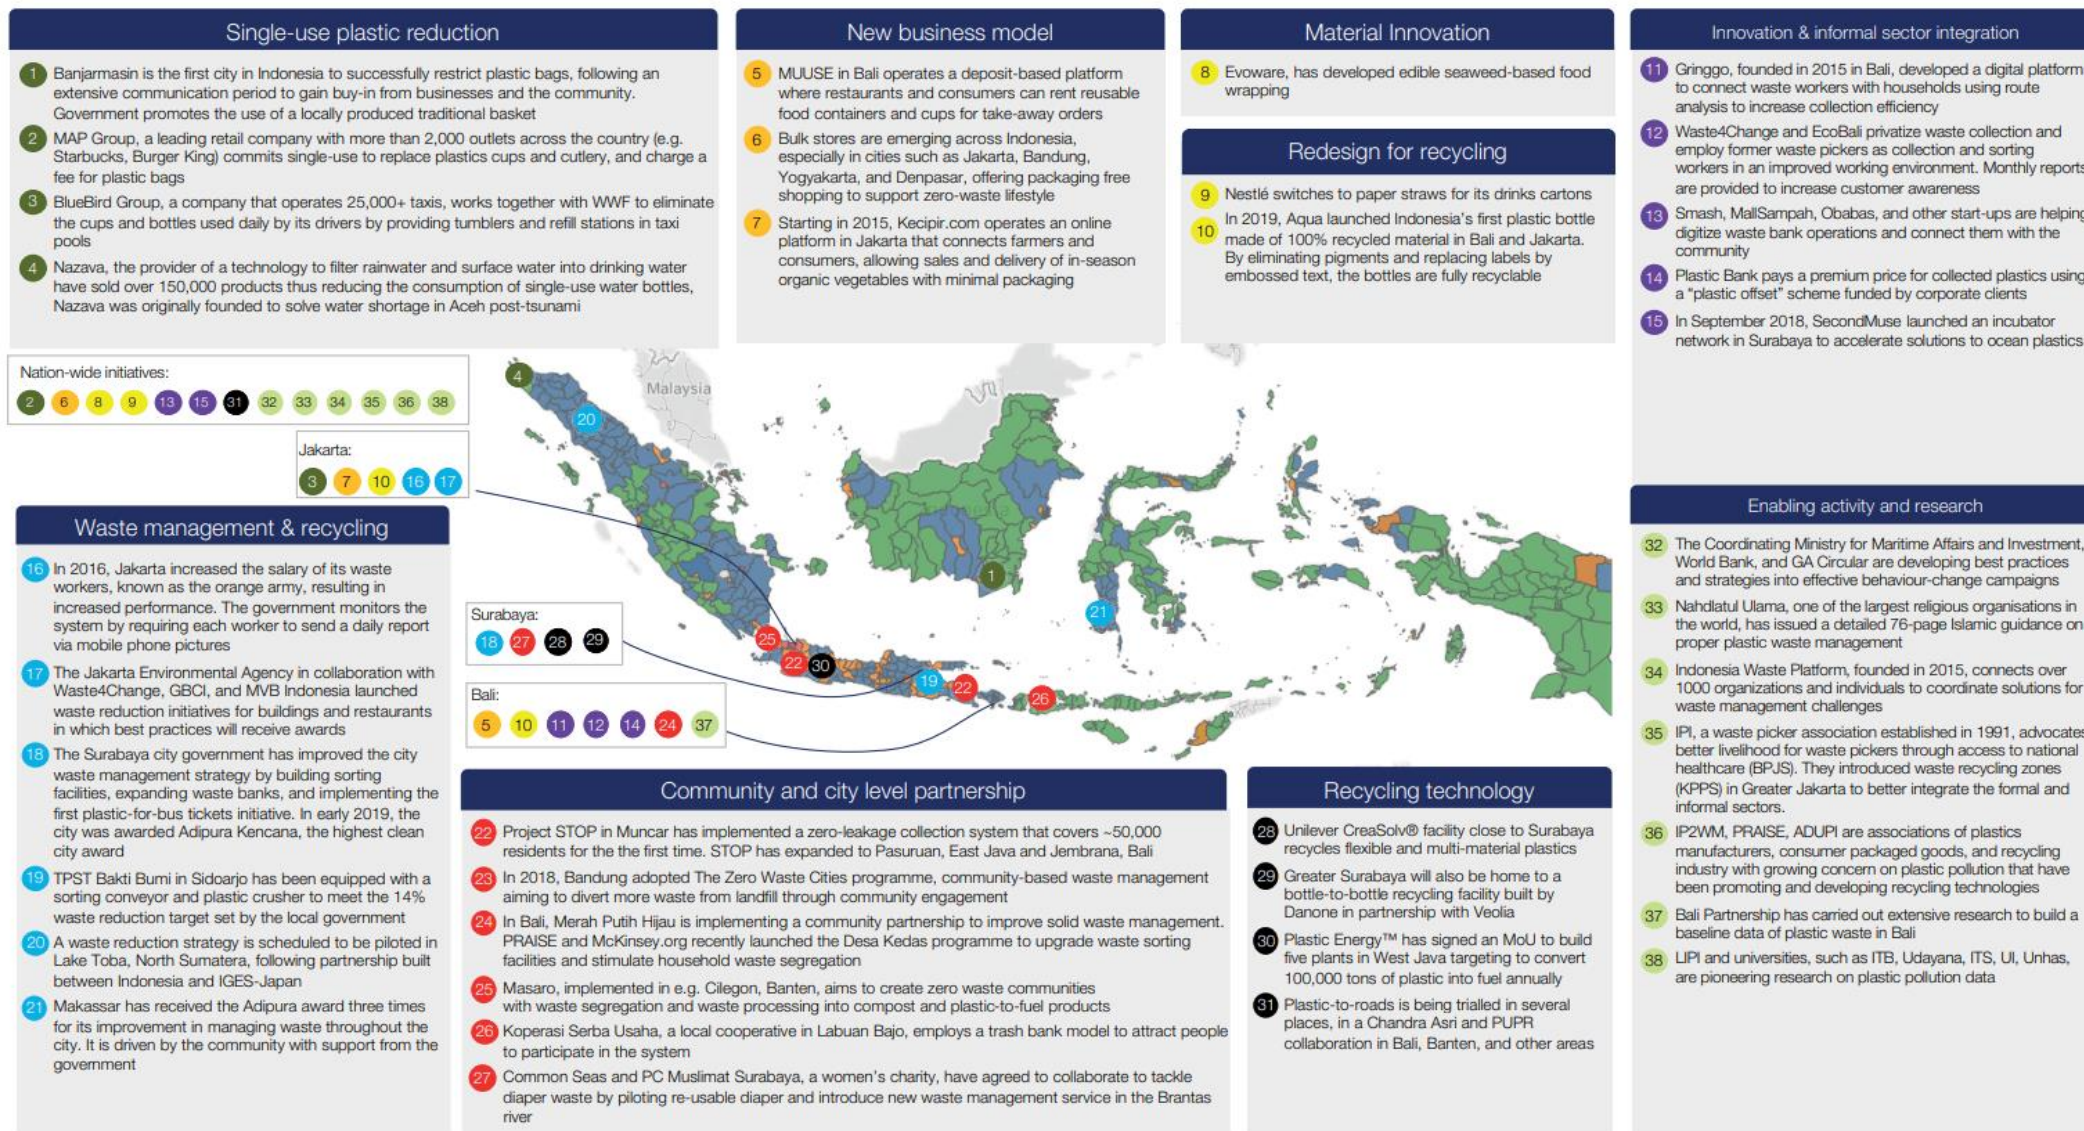 Single-use plastic reduction
1 Banjarmasin is the first city in Indonesia to successfully restrict plastic bags, following an
extensive communication period to gain buy-in from businesses and the community.
Government promotes the use of a locally produced traditional basket
2 MAP Group, a leading retail company with more than 2,000 outlets across the country (e.g.
Starbucks, Burger King) commits single-use to replace plastics cups and cutlery, and charge a
fee for plastic bags
3 BlueBird Group, a company that operates 25,000+ taxis, works together with WWF to eliminate
the cups and bottles used daily by its drivers by providing tumblers and refill stations in taxi
pools
4 Nazava, the provider of a technology to filter rainwater and surface water into drinking water
have sold over 150,000 products thus reducing the consumption of single-use water bottles,
Nazava was originally founded to solve water shortage in Aceh post-tsunami
New business model
5 MUUSE in Bali operates a deposit-based platform
where restaurants and consumers can rent reusable
food containers and cups for take-away orders
6 Bulk stores are emerging across Indonesia,
especially in cities such as Jakarta, Bandung,
Yogyakarta, and Denpasar, offering packaging free
shopping to support zero-waste lifestyle
7 Starting in 2015, Kecipir.com operates an online
platform in Jakarta that connects farmers and
consumers, allowing sales and delivery of in-season
organic vegetables with minimal packaging
Material Innovation
8 Evoware, has developed edible seaweed-based food
wrapping
Redesign for recycling
9 Nestlé switches to paper straws for its drinks cartons
10 In 2019, Aqua launched Indonesia's first plastic bottle
made of 100% recycled material in Bali and Jakarta.
By eliminating pigments and replacing labels by
embossed text, the bottles are fully recyclable
Innovation & informal sector integration
11 Gringgo, founded in 2015 in Bali, developed a digital platform
to connect waste workers with households using route
analysis to increase collection efficiency
12 Waste4Change and EcoBali privatize waste collection and
employ former waste pickers as collection and sorting
workers in an improved working environment. Monthly reports
are provided to increase customer awareness
13 Smash, MallSampah, Obabas, and other start-ups are helping
digitize waste bank operations and connect them with the
community
14 Plastic Bank pays a premium price for collected plastics using
a "plastic offset" scheme funded by corporate clients
15 In September 2018, SecondMuse launched an incubator
network in Surabaya to accelerate solutions to ocean plastics
Nation-wide initiatives:
2 6 8 9 13 15 31 32 33 34 35 36 38
Jakarta:
3 7 10 16 17
Malaysia
4
20
1
21
25
22 30
19 22
26
Surabaya:
18 27 28 29
Bali:
5 10 11 12 14 24 37
Waste management & recycling
16 In 2016, Jakarta increased the salary of its waste
workers, known as the orange army, resulting in
increased performance. The government monitors the
system by requiring each worker to send a daily report
via mobile phone pictures
17 The Jakarta Environmental Agency in collaboration with
Waste4Change, GBCI, and MVB Indonesia launched
waste reduction initiatives for buildings and restaurants
in which best practices will receive awards
18 The Surabaya city government has improved the city
waste management strategy by building sorting
facilities, expanding waste banks, and implementing the
first plastic-for-bus tickets initiative. In early 2019, the
city was awarded Adipura Kencana, the highest clean
city award
19 TPST Bakti Bumi in Sidoarjo has been equipped with a
sorting conveyor and plastic crusher to meet the 14%
waste reduction target set by the local government
20 A waste reduction strategy is scheduled to be piloted in
Lake Toba, North Sumatera, following partnership built
between Indonesia and IGES-Japan
21 Makassar has received the Adipura award three times
for its improvement in managing waste throughout the
city. It is driven by the community with support from the
government
Community and city level partnership
22 Project STOP in Muncar has implemented a zero-leakage collection system that covers ~50,000
residents for the the first time. STOP has expanded to Pasuruan, East Java and Jembrana, Bali
23 In 2018, Bandung adopted The Zero Waste Cities programme, community-based waste management
aiming to divert more waste from landfill through community engagement
24 In Bali, Merah Putih Hijau is implementing a community partnership to improve solid waste management.
PRAISE and McKinsey.org recently launched the Desa Kedas programme to upgrade waste sorting
facilities and stimulate household waste segregation
25 Masaro, implemented in e.g. Cilegon, Banten, aims to create zero waste communities
with waste segregation and waste processing into compost and plastic-to-fuel products
26 Koperasi Serba Usaha, a local cooperative in Labuan Bajo, employs a trash bank model to attract people
to participate in the system
27 Common Seas and PC Muslimat Surabaya, a women's charity, have agreed to collaborate to tackle
diaper waste by piloting re-usable diaper and introduce new waste management service in the Brantas
river
Recycling technology
28 Unilever CreaSolv® facility close to Surabaya
recycles flexible and multi-material plastics
29 Greater Surabaya will also be home to a
bottle-to-bottle recycling facility built by
Danone in partnership with Veolia
30 Plastic Energy™ has signed an MoU to build
five plants in West Java targeting to convert
100,000 tons of plastic into fuel annually
31 Plastic-to-roads is being trialled in several
places, in a Chandra Asri and PUPR
collaboration in Bali, Banten, and other areas
Enabling activity and research
32 The Coordinating Ministry for Maritime Affairs and Investment,
World Bank, and GA Circular are developing best practices
and strategies into effective behaviour-change campaigns
33 Nahdlatul Ulama, one of the largest religious organisations in
the world, has issued a detailed 76-page Islamic guidance on
proper plastic waste management
34 Indonesia Waste Platform, founded in 2015, connects over
1000 organizations and individuals to coordinate solutions for
waste management challenges
35 IPI, a waste picker association established in 1991, advocates
better livelihood for waste pickers through access to national
healthcare (BPJS). They introduced waste recycling zones
(KPPS) in Greater Jakarta to better integrate the formal and
informal sectors.
36 IP2WM, PRAISE, ADUPI are associations of plastics
manufacturers, consumer packaged goods, and recycling
industry with growing concern on plastic pollution that have
been promoting and developing recycling technologies
37 Bali Partnership has carried out extensive research to build a
baseline data of plastic waste in Bali
38 LIPI and universities, such as ITB, Udayana, ITS, UI, Unhas,
are pioneering research on plastic pollution data